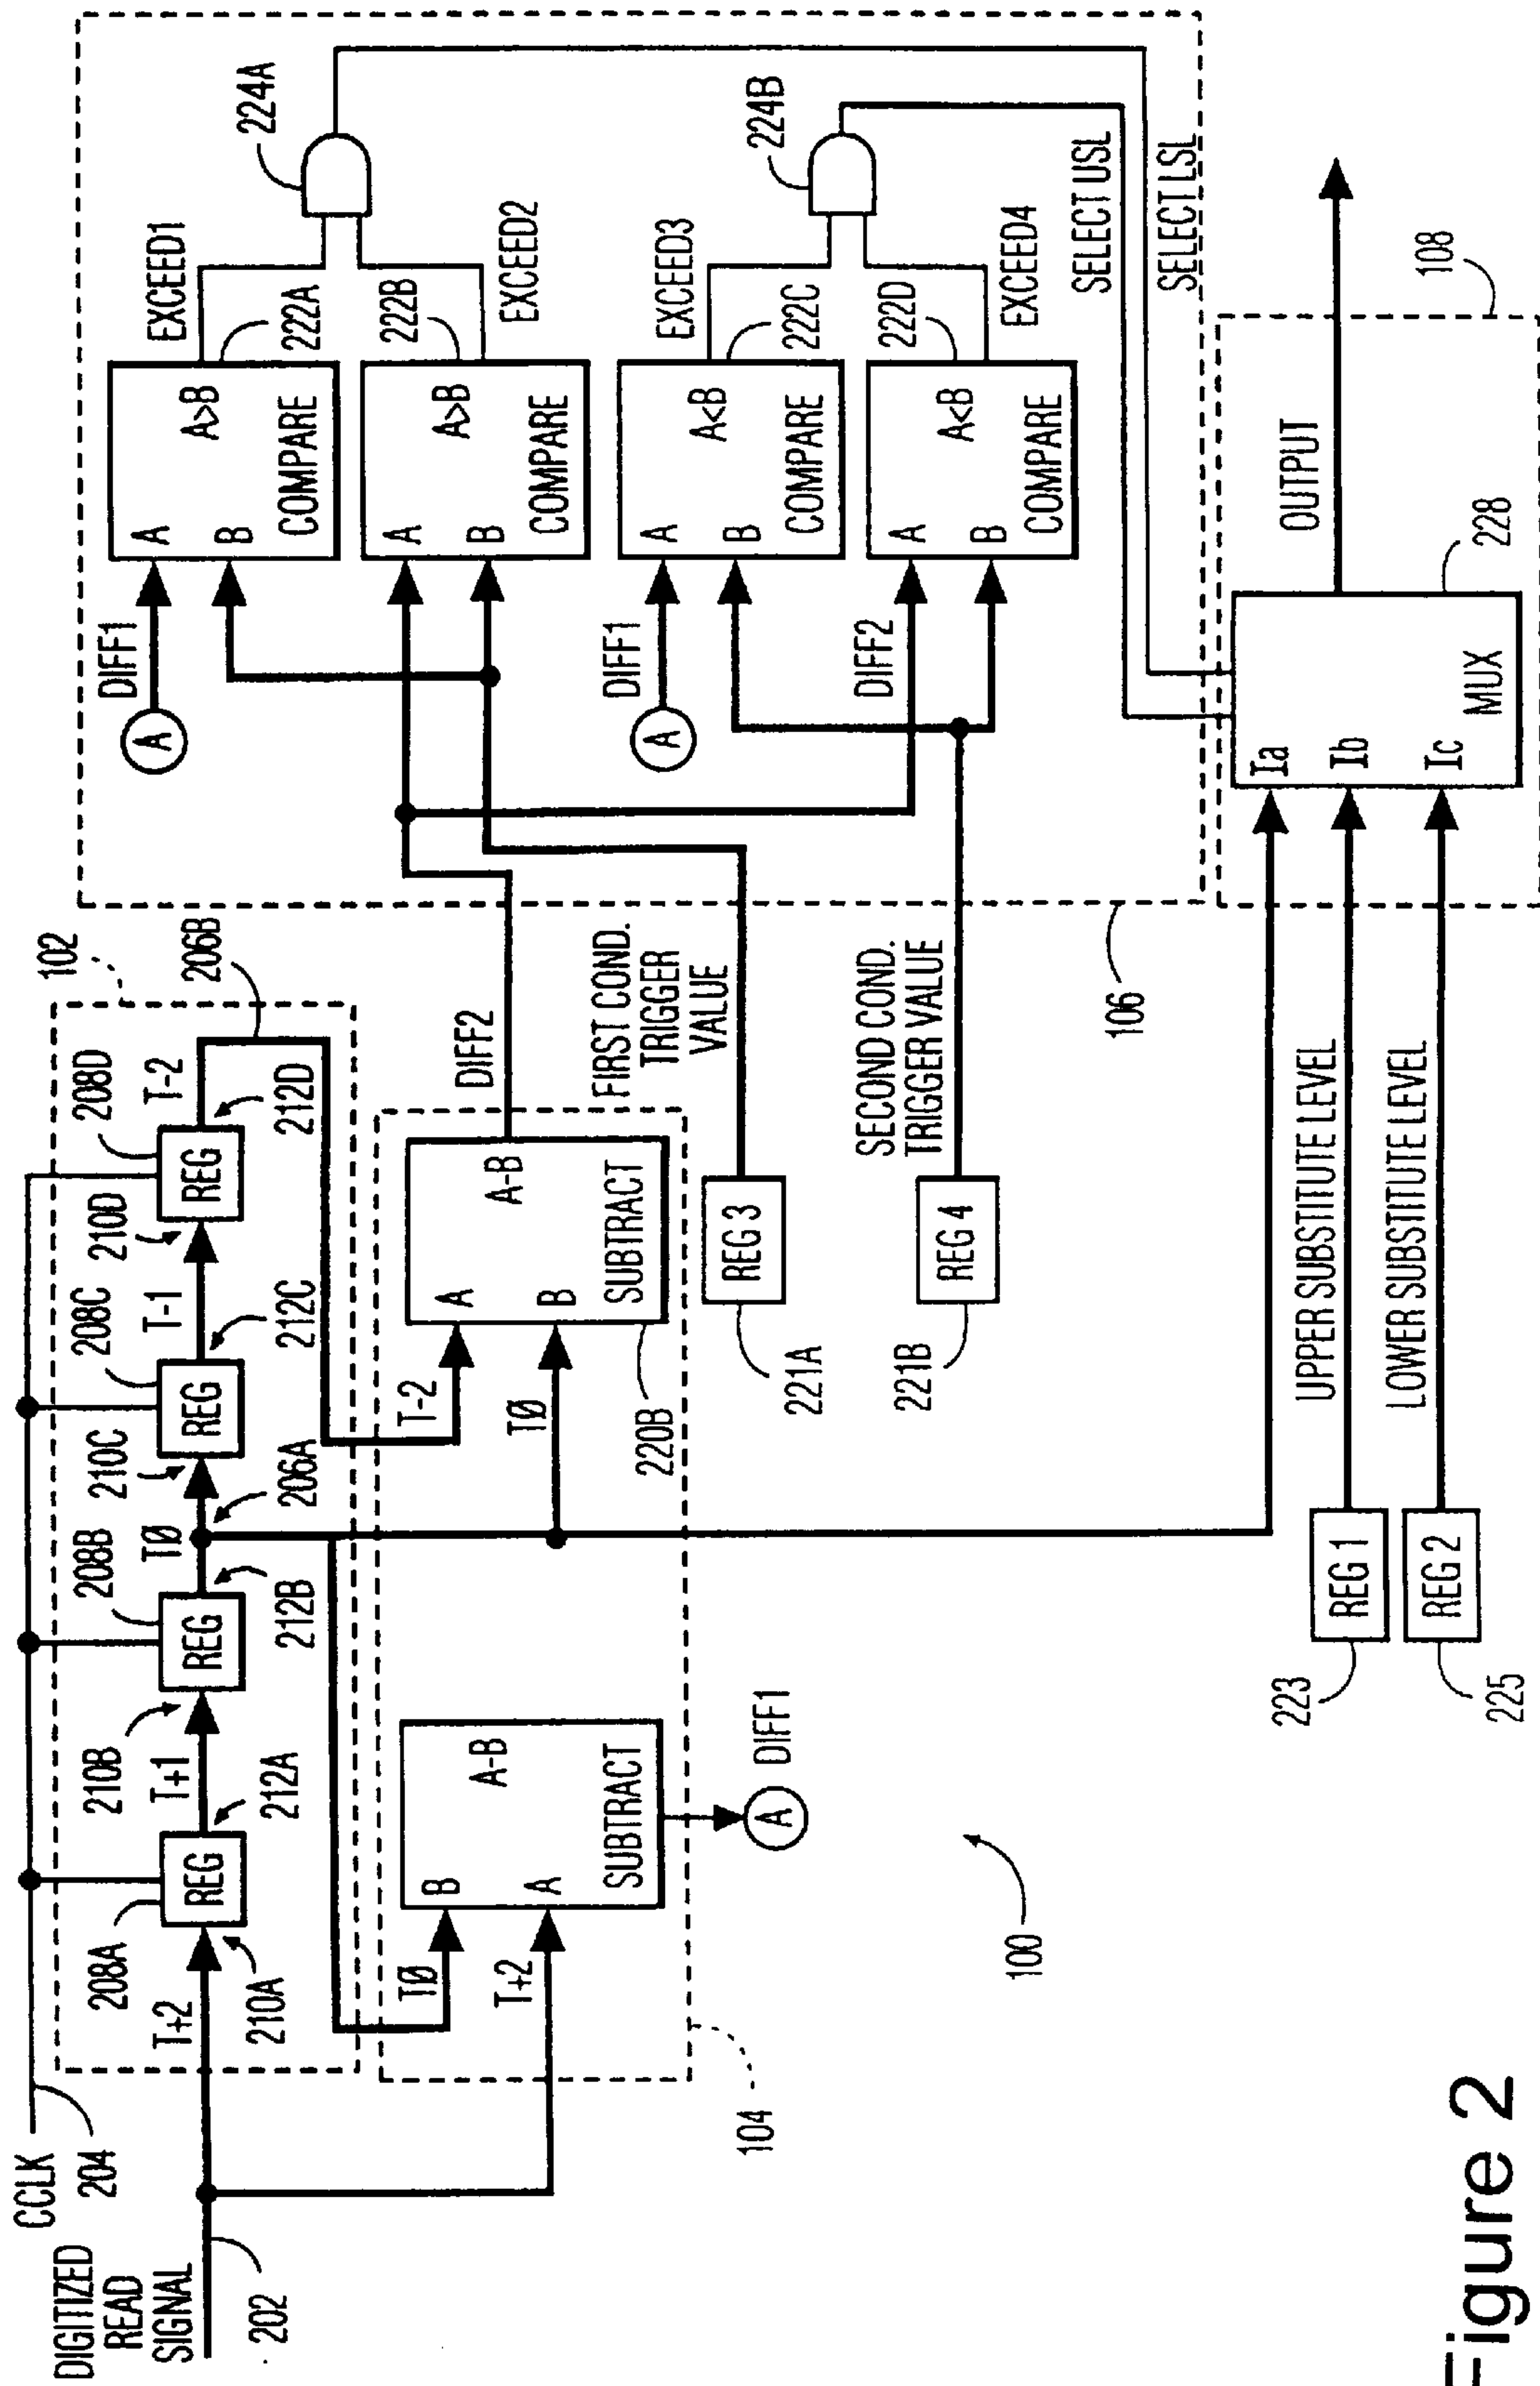 CCLK
204
DIGITIZED
READ
SIGNAL
202
T+2
208A
210A
REG
212A
T+1
210B
208B
REG
212B
TØ
206A
210C
208C
REG
212C
T-1
210D
208D
REG
212D
T-2
102
206B
104
TØ
T+2
B
A
A-B
SUBTRACT
A
DIFF1
T-2
TØ
A
B
A-B
SUBTRACT
220B
DIFF2
FIRST COND.
TRIGGER
VALUE
REG 3
221A
SECOND COND.
TRIGGER VALUE
REG 4
221B
106
A
DIFF1
A
B
A>B
COMPARE
EXCEED1
222A
224A
A
B
A>B
COMPARE
222B
EXCEED2
A
DIFF1
A
B
A<B
COMPARE
EXCEED3
222C
224B
DIFF2
A
B
A<B
COMPARE
222D
EXCEED4
SELECT USL
SELECT LSL
100
UPPER SUBSTITUTE LEVEL
REG 1
223
LOWER SUBSTITUTE LEVEL
REG 2
225
Ia
Ib
Ic
MUX
228
OUTPUT
108
Figure 2